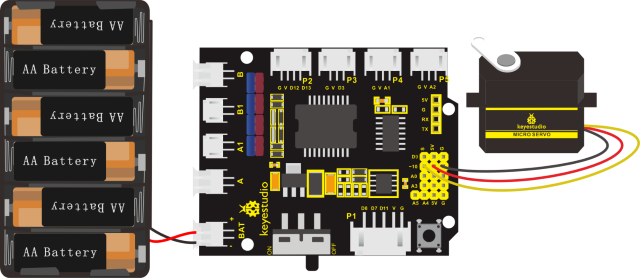 AA Battery
AA Battery
AA Battery
AA Battery
AA Battery
AA Battery
B
B1
A1
A
BAT
+
-
P2
P3
P4
P5
G V D12 D13
G V D3
G V A1
G V A2
5V
G
RX
TX
S
5V
G
D3
~10
A0
A3
A5 A4 5V G
P1
D8 D7 D11 V G
ON
OFF
keyestudio
keyestudio
MICRO SERVO